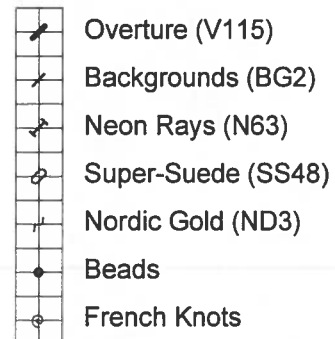 Overture (V115)
Backgrounds (BG2)
Neon Rays (N63)
Super-Suede (SS48)
Nordic Gold (ND3)
Beads
French Knots